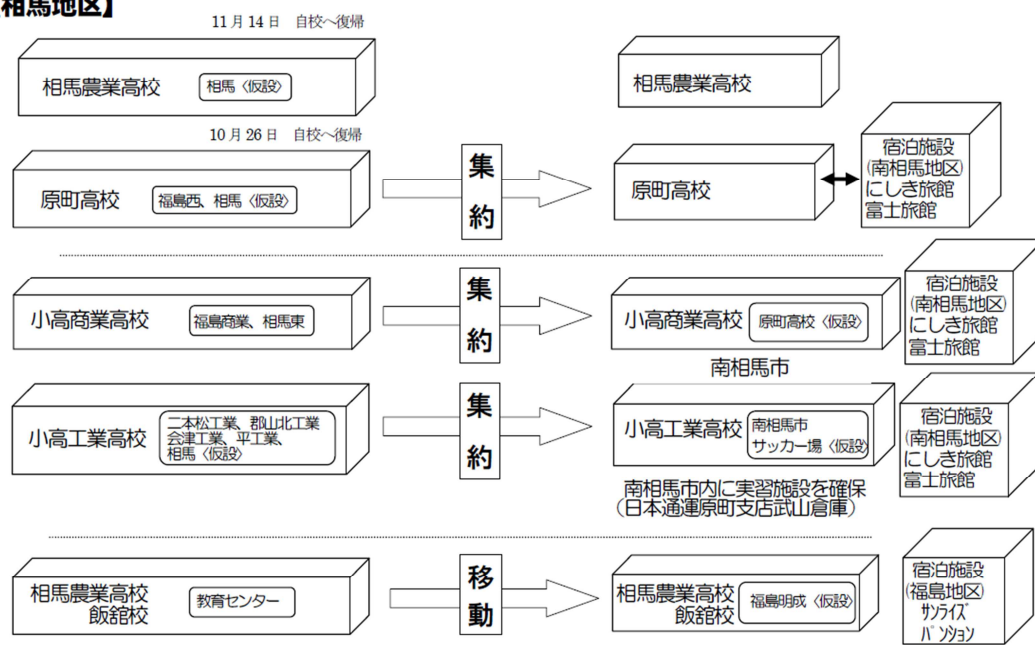 相馬地区】
11月14日 自校へ復帰
相馬農業高校
相馬〈仮設〉
相馬農業高校
10月26日 自校へ復帰
原町高校
福島西、相馬〈仮設〉
集約
原町高校
宿泊施設
(南相馬地区)
にしき旅館
富士旅館
小高商業高校
福島商業、相馬東
集約
小高商業高校
原町高校〈仮設〉
南相馬市
宿泊施設
(南相馬地区)
にしき旅館
富士旅館
小高工業高校
二本松工業、郡山北工業
会津工業、平工業、
相馬〈仮設〉
集約
小高工業高校
南相馬市
サッカー場〈仮設〉
南相馬市内に実習施設を確保
(日本通運原町支店武山倉庫)
宿泊施設
(南相馬地区)
にしき旅館
富士旅館
相馬農業高校
飯舘校
教育センター
移動
相馬農業高校
飯舘校
福島明成〈仮設〉
宿泊施設
(福島地区)
サンライズ
パンション